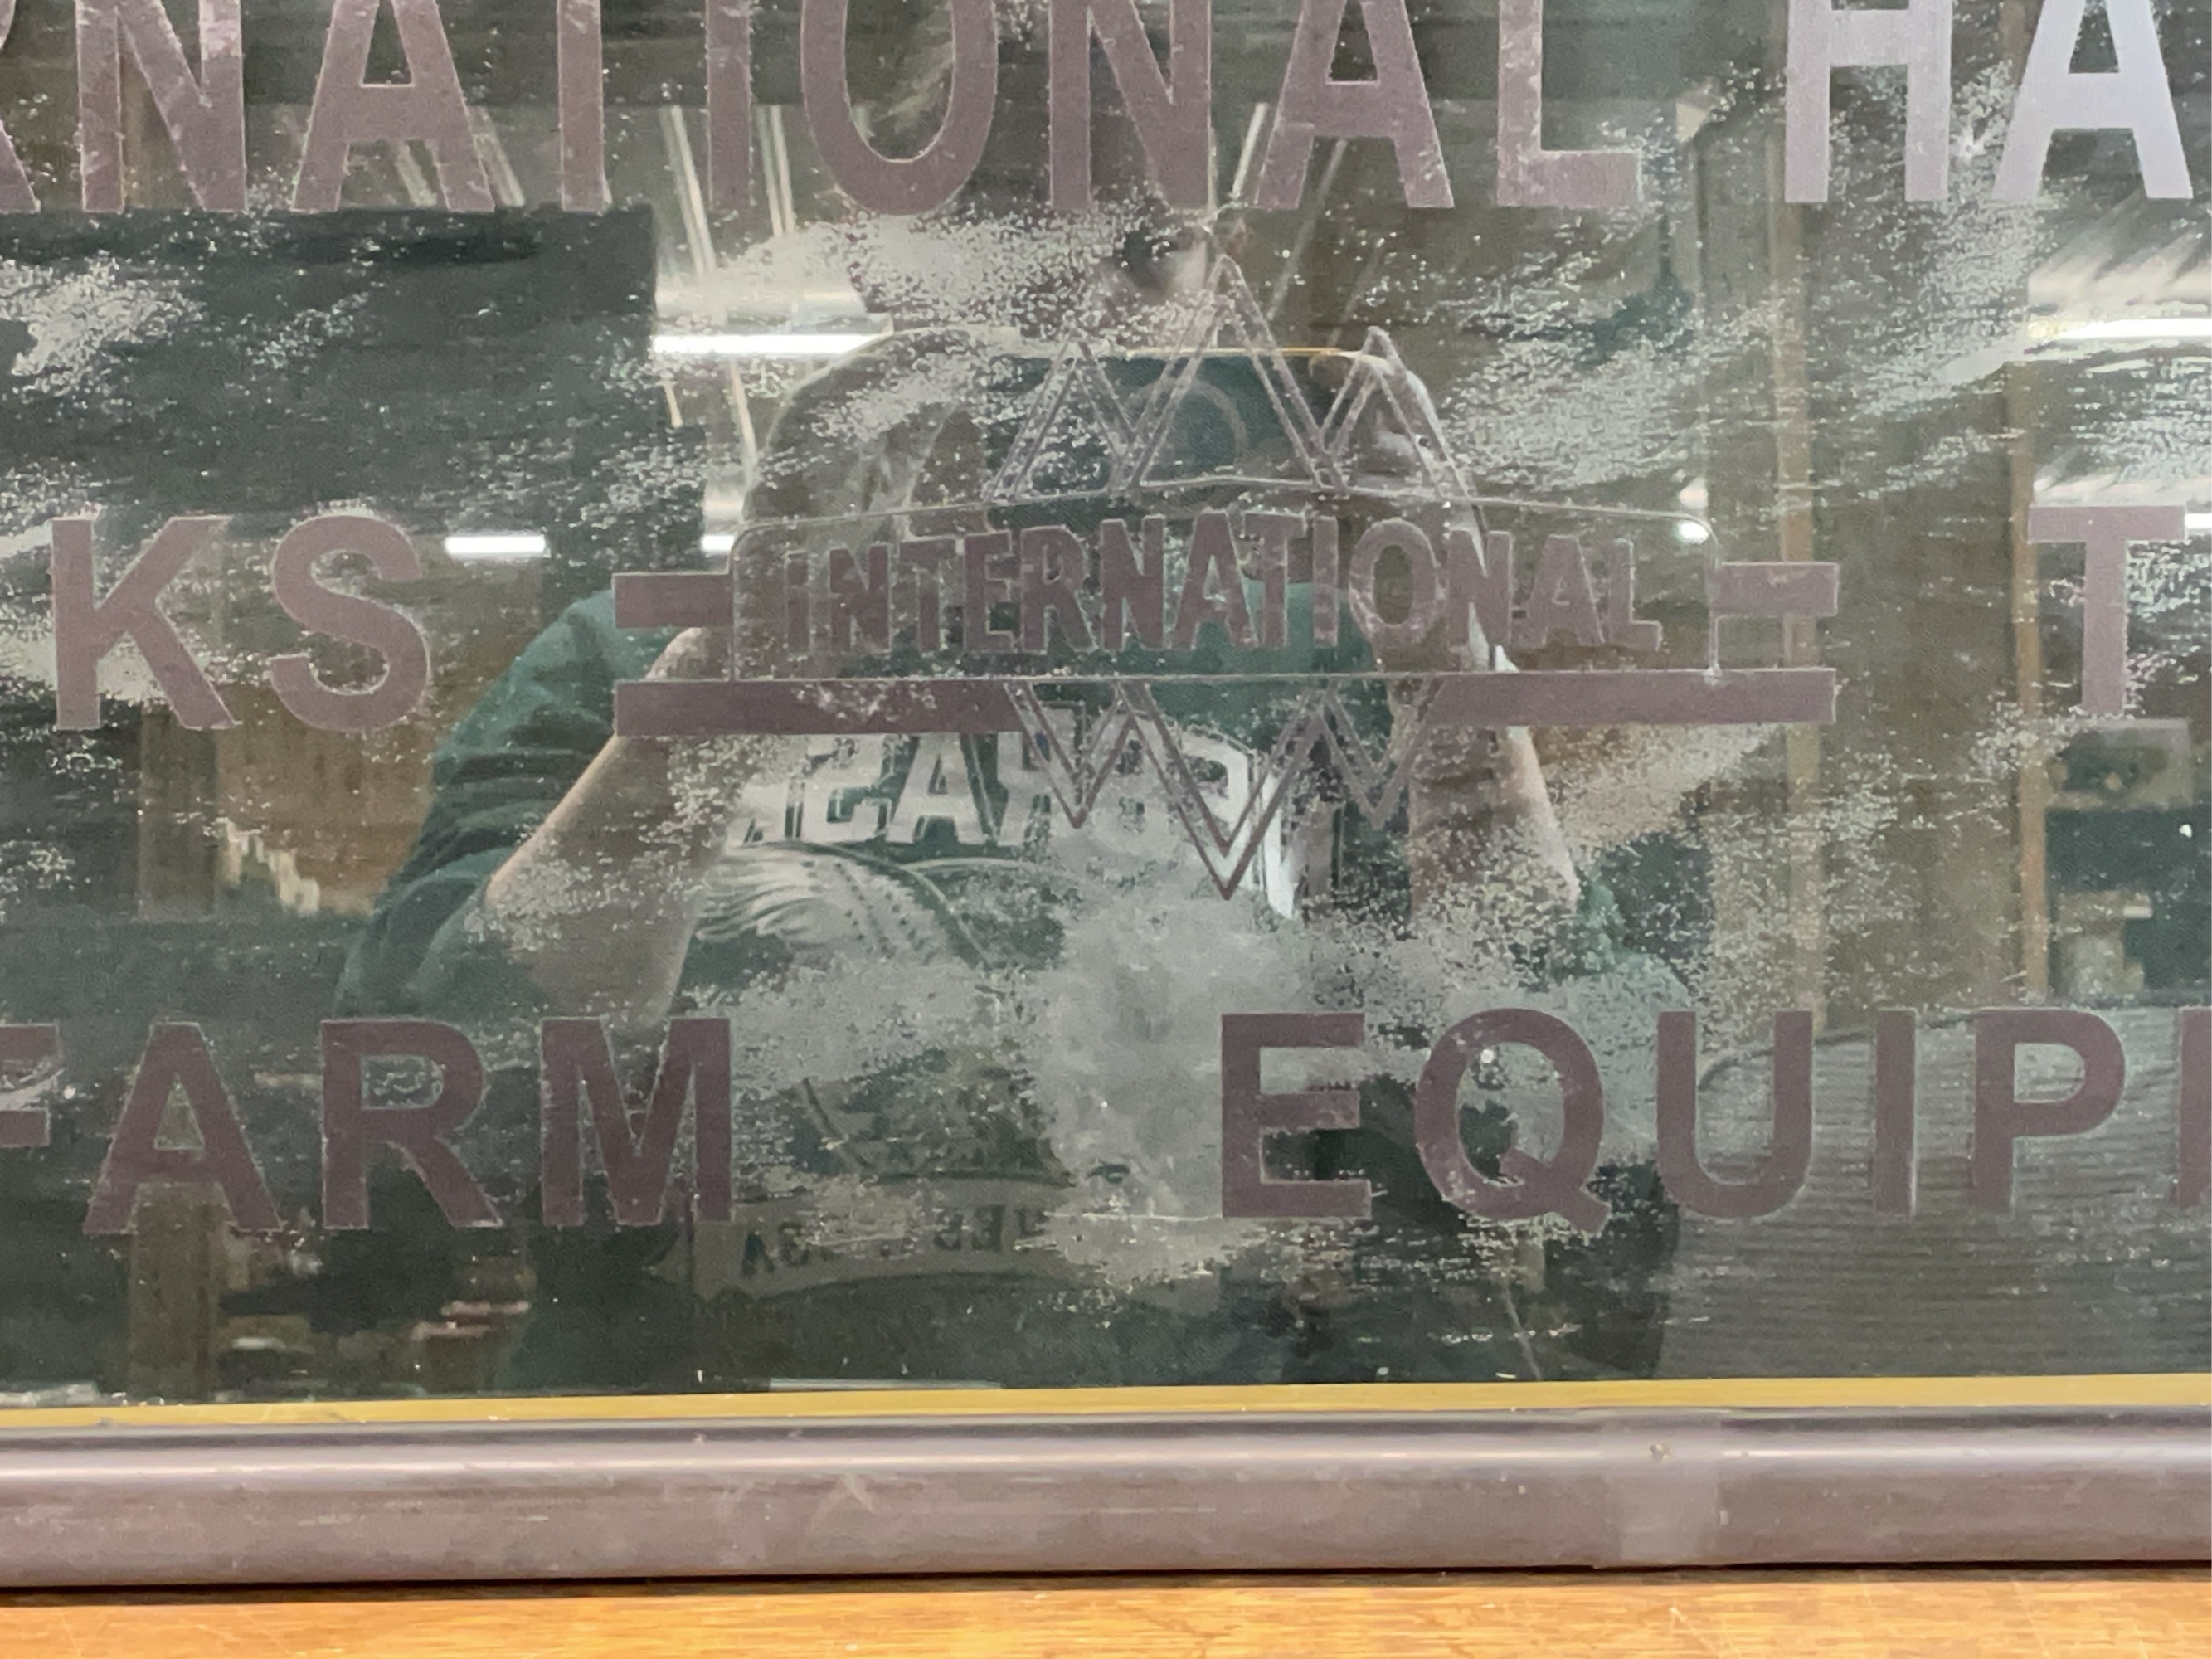 RNATIONAL HA
KS INTERNATIONAL T
FARM EQUIP